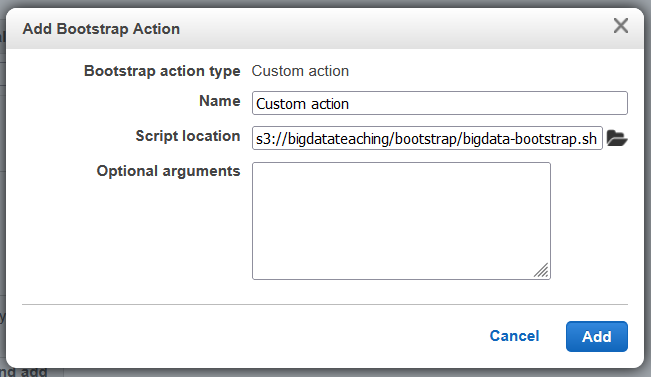 Add Bootstrap Action
Bootstrap action type Custom action
Name Custom action
Script location s3://bigdatateaching/bootstrap/bigdata-bootstrap.sh
Optional arguments
Cancel Add
nd add